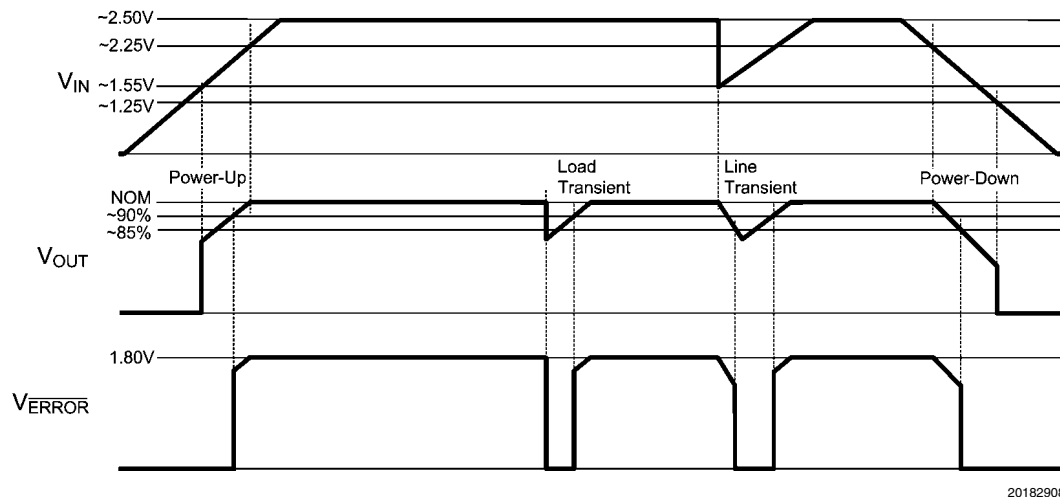 ~2.50V
~2.25V
VIN ~1.55V
~1.25V
Power-Up
Load
Transient
Line
Transient
Power-Down
NOM
~90%
~85%
VOUT
1.80V
VERROR
2018290